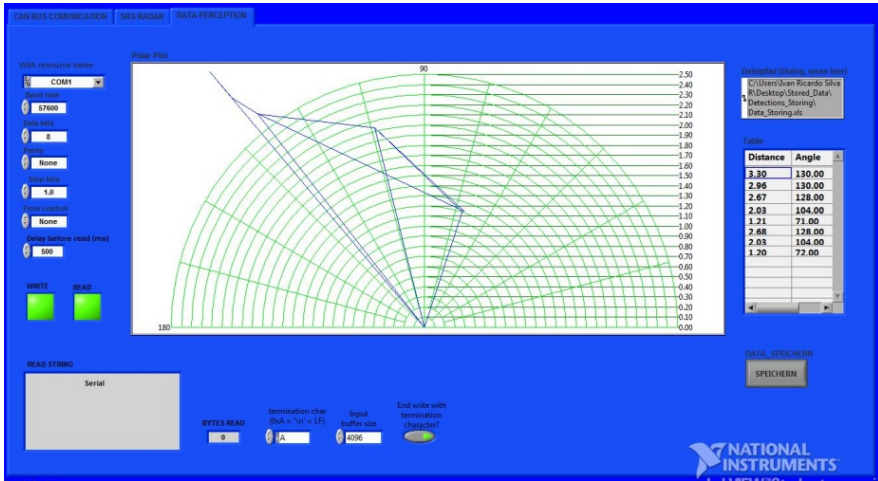 CAN BUS COMUNICATION
SRS RADAR
DATA PERCEPTION
VISA resource name
COM1
Baud rate
57600
Data bits
8
Parity
None
Stop bits
1.0
Flow control
None
Delay before read (ms)
500
WRITE
READ
Polar Plot
90
180
2.50
2.40
2.30
2.20
2.10
2.00
1.90
1.80
1.70
1.60
1.50
1.40
1.30
1.20
1.10
1.00
0.90
0.80
0.70
0.60
0.50
0.40
0.30
0.20
0.10
0.00
Dateipfad (Dialog, wenn leer)
C:\Users\Ivan Ricardo Silva
R\Desktop\Stored_Data\
Detections_Storing\
Data_Storing.xls
Table
Distance Angle
3.30 130.00
2.96 130.00
2.67 128.00
2.03 104.00
1.21 71.00
2.68 128.00
2.03 104.00
1.20 72.00
DATA_ SPEICHERN
SPEICHERN
READ STRING
Serial
BYTES READ
0
termination char
(0xA = '\n' = LF)
A
Input
buffer size
4096
End write with
termination
character?
NATIONAL
INSTRUMENTS